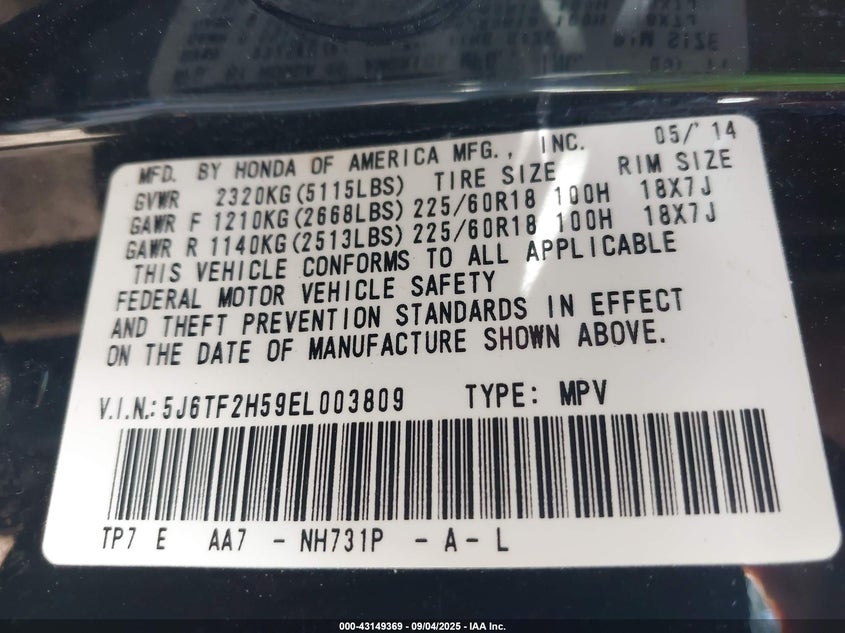 MFD. BY HONDA OF AMERICA MFG., INC. 05/'14
GVWR 2320KG(5115LBS) TIRE SIZE RIM SIZE
GAWR F 1210KG(2668LBS) 225/60R18 100H 18X7J
GAWR R 1140KG(2513LBS) 225/60R18 100H 18X7J
THIS VEHICLE CONFORMS TO ALL APPLICABLE
FEDERAL MOTOR VEHICLE SAFETY
AND THEFT PREVENTION STANDARDS IN EFFECT
ON THE DATE OF MANUFACTURE SHOWN ABOVE.
V.I.N.: 5J6TF2H59EL003809 TYPE: MPV
TP7 E AA7 - NH731P - A - L
000-43149369 - 09/04/2025 - IAA Inc.